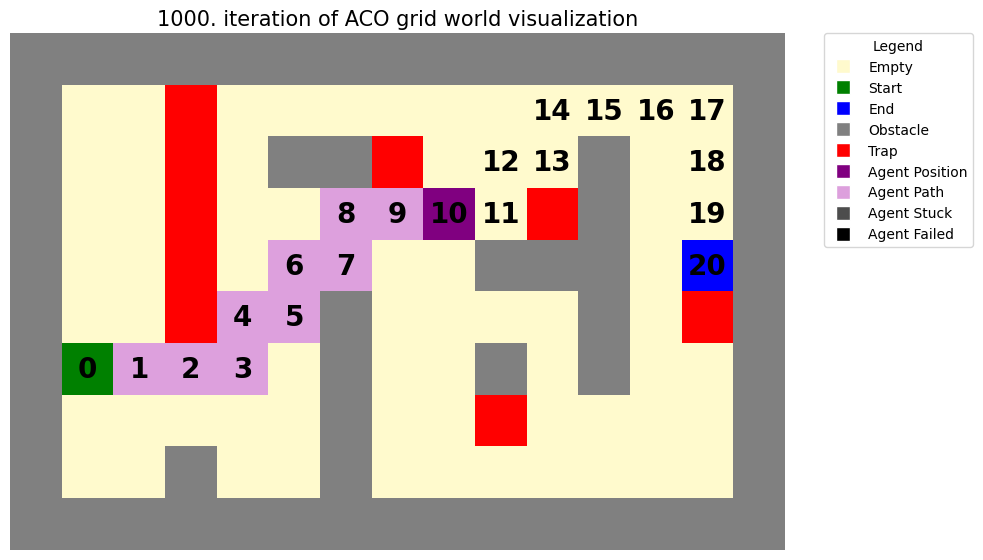 1000. iteration of ACO grid world visualization
Legend
Empty
Start
End
Obstacle
Trap
Agent Position
Agent Path
Agent Stuck
Agent Failed
14 15 16 17
12 13 18
8 9 10 11 19
6 7 20
4 5
0 1 2 3